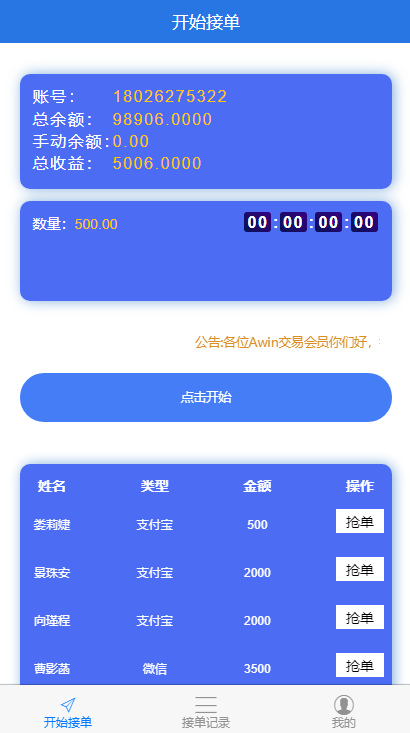 开始接单
账号： 18026275322
总余额： 98906.0000
手动余额:0.00
总收益： 5006.0000
数量：500.00 00:00:00:00
公告:各位Awin交易会员你们好，
点击开始
姓名 类型 金额 操作
娄莉婕 支付宝 500 抢单
景珠安 支付宝 2000 抢单
向瑾程 支付宝 2000 抢单
曹影菡 微信 3500 抢单
开始接单 接单记录 我的